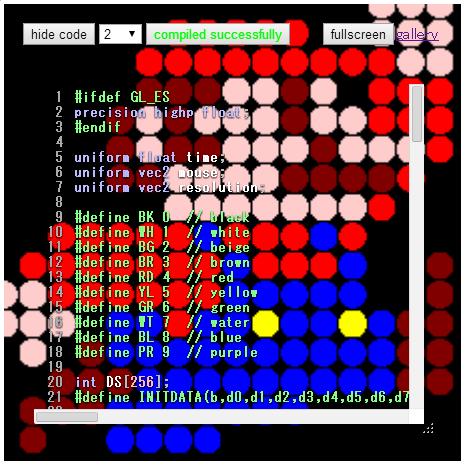 hide code 2 compiled successfully fullscreen gallery
1 #ifdef GL_ES
2 precision highp float;
3 #endif
4
5 uniform float time;
6 uniform vec2 mouse;
7 uniform vec2 resolution;
8
9 #define BK 0 // black
10 #define WH 1 // white
11 #define BG 2 // beige
12 #define BR 3 // brown
13 #define RD 4 // red
14 #define YL 5 // yellow
15 #define GR 6 // green
16 #define WT 7 // water
17 #define BL 8 // blue
18 #define PR 9 // purple
19
20 int DS[256];
21 #define INITDATA(b,d0,d1,d2,d3,d4,d5,d6,d7